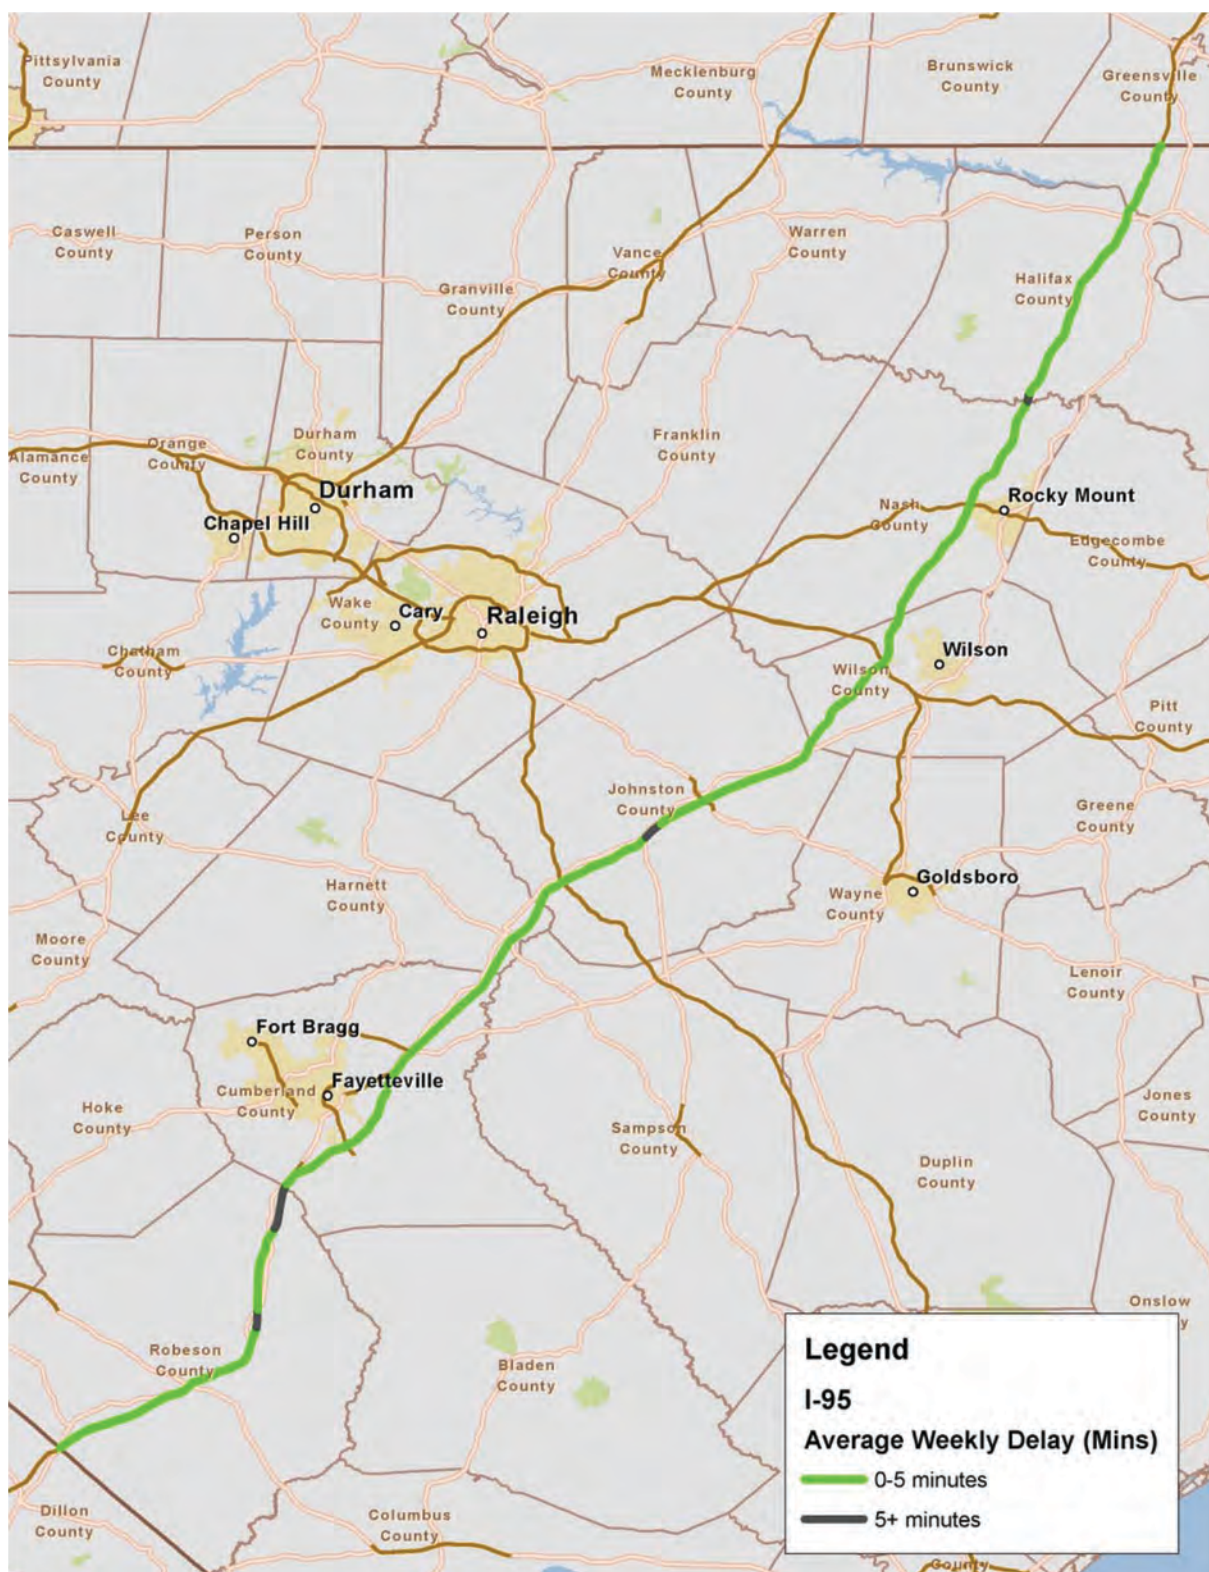 Pittsylvania
County
Mecklenburg
County
Brunswick
County
Greensville
County
Caswell
County
Person
County
Granville
County
Vance
County
Warren
County
Halifax
County
Alamance
County
Orange
County
Durham
County
Durham
Chapel Hill
Franklin
County
Nash
County
Rocky Mount
Edgecombe
County
Wake
County
Cary
Raleigh
Chatham
County
Wilson
County
Wilson
Pitt
County
Lee
County
Johnston
County
Greene
County
Harnett
County
Wayne
County
Goldsboro
Moore
County
Lenoir
County
Fort Bragg
Fayetteville
Cumberland
County
Hoke
County
Sampson
County
Jones
County
Duplin
County
Onslow
Robeson
County
Bladen
County
Dillon
County
Columbus
County
County
Legend
I-95
Average Weekly Delay (Mins)
0-5 minutes
5+ minutes